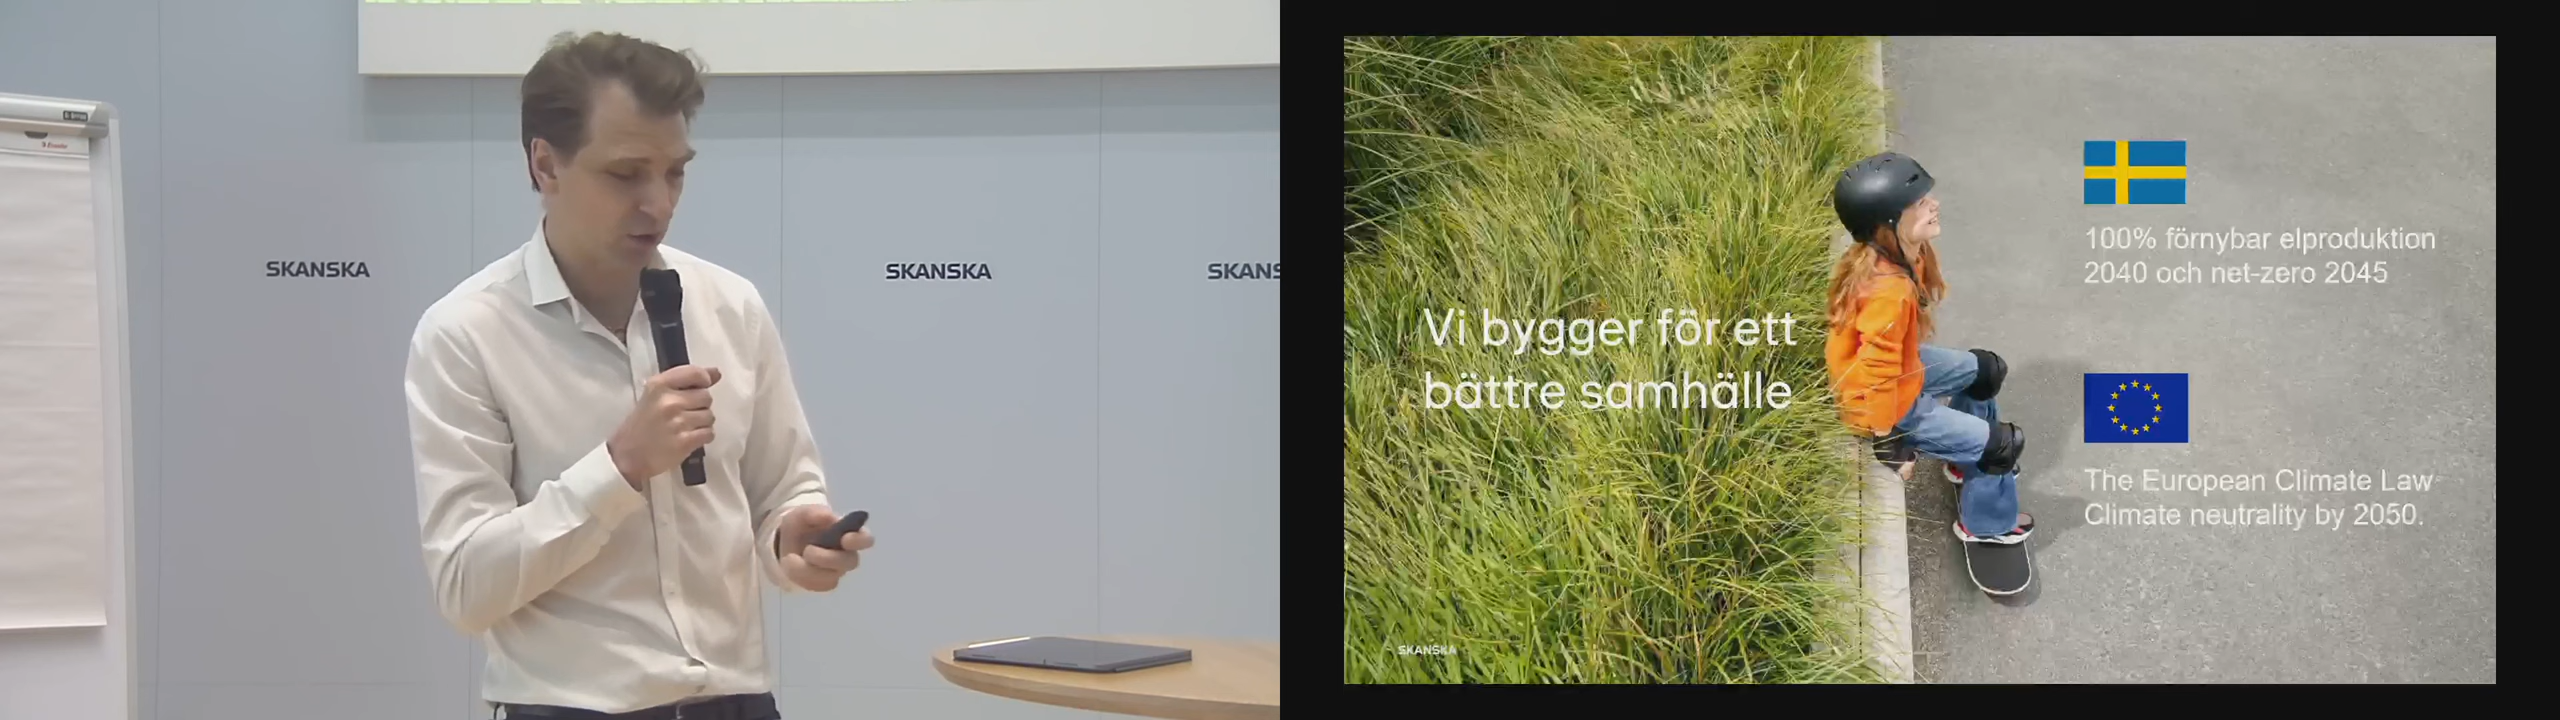 SKANSKA
SKANSKA
SKANS
Vi bygger för ett
bättre samhälle
100% förnybar elproduktion
2040 och net-zero 2045
The European Climate Law
Climate neutrality by 2050.
SKANSKA